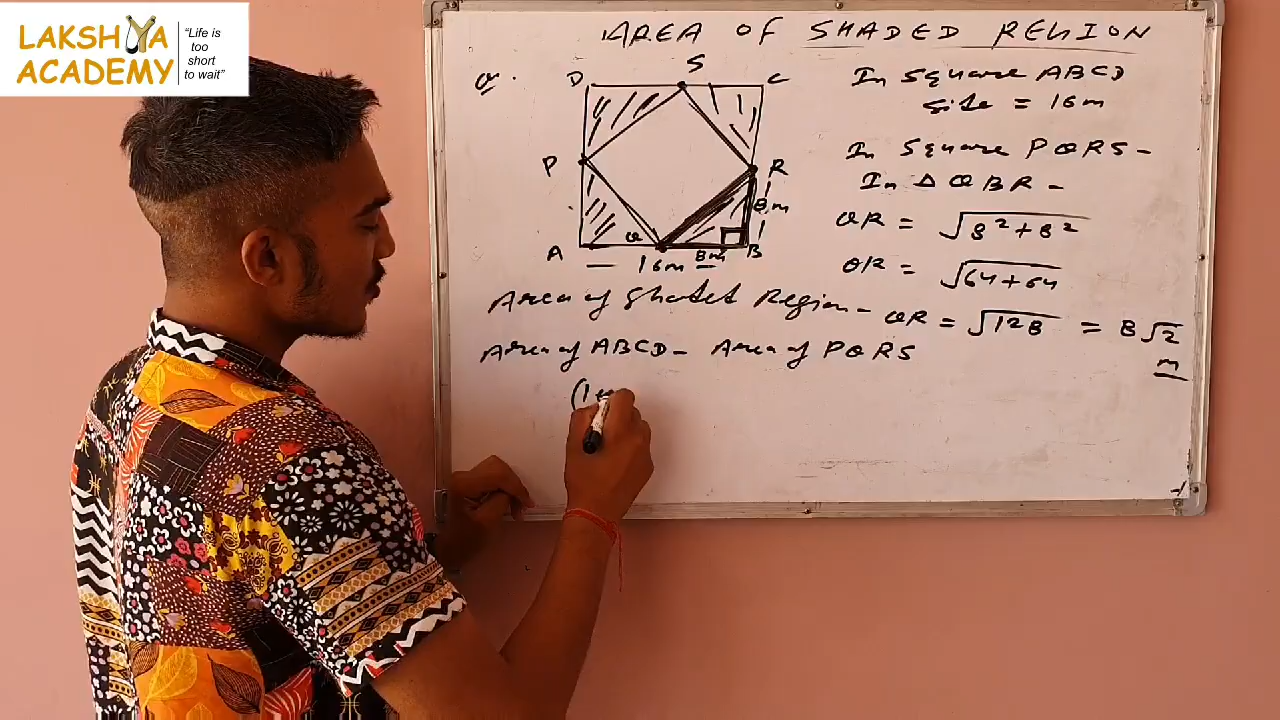 LAKSHYA
ACADEMY
“Life is
too
short
to wait”
AREA OF SHADED REGION
Q.
D S C
P R
8m
A Q B
16m 8m
In Square ABCD
side = 16m
In Square PQRS-
In Δ QBR -
QR = √8²+8²
QR = √64+64
QR = √128 = 8√2
m
Area of Shaded Region -
Area of ABCD - Area of PQRS
(1